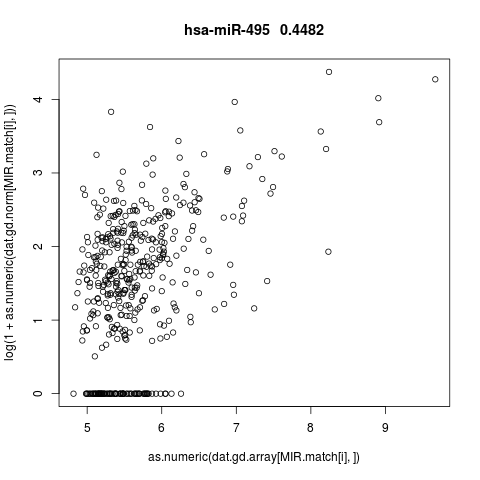 hsa-miR-495 0.4482
log(1 + as.numeric(dat.gd.norm[MIR.match[i], ]))
4
3
2
1
0
5 6 7 8 9
as.numeric(dat.gd.array[MIR.match[i], ])